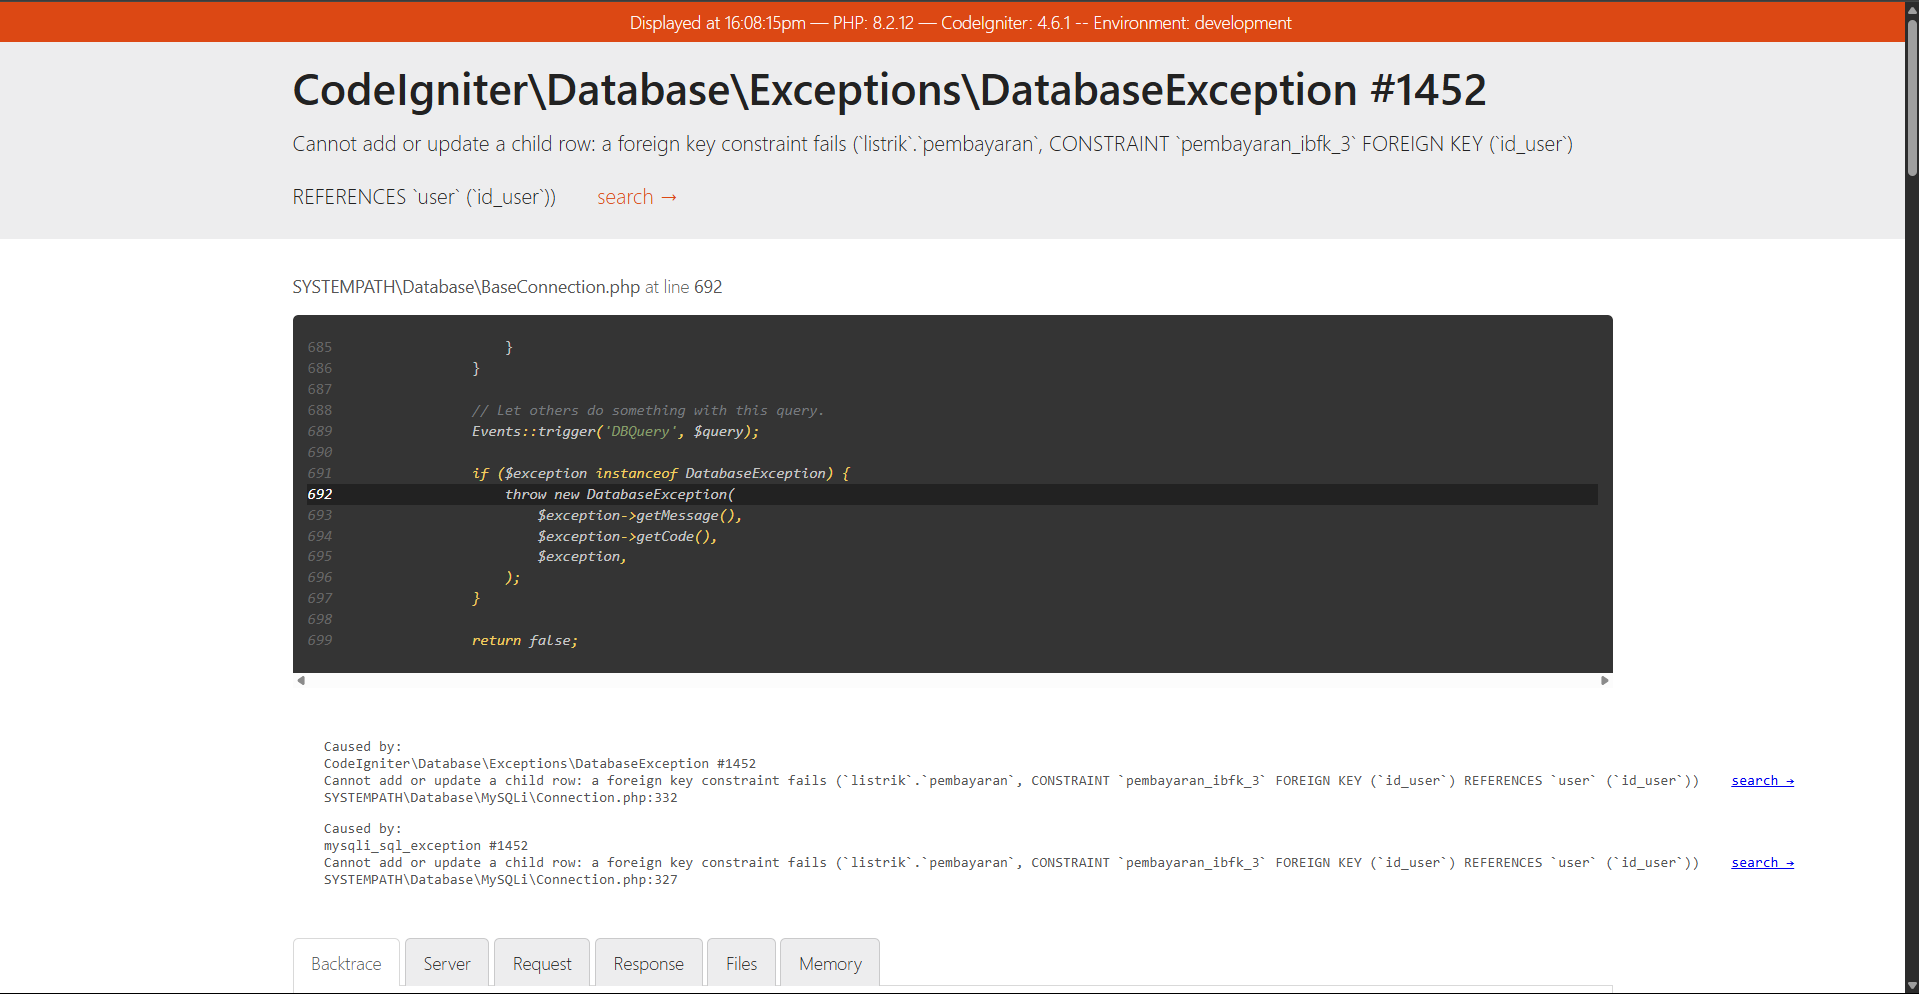 Displayed at 16:08:15pm — PHP: 8.2.12 — CodeIgniter: 4.6.1 -- Environment: development
CodeIgniter\Database\Exceptions\DatabaseException #1452
Cannot add or update a child row: a foreign key constraint fails (`listrik`.`pembayaran`, CONSTRAINT `pembayaran_ibfk_3` FOREIGN KEY (`id_user`)
REFERENCES `user` (`id_user`)) search →
SYSTEMPATH\Database\BaseConnection.php at line 692
685 }
686 }
687
688 // Let others do something with this query.
689 Events::trigger('DBQuery', $query);
690
691 if ($exception instanceof DatabaseException) {
692 throw new DatabaseException(
693 $exception->getMessage(),
694 $exception->getCode(),
695 $exception,
696 );
697 }
698
699 return false;
Caused by:
CodeIgniter\Database\Exceptions\DatabaseException #1452
Cannot add or update a child row: a foreign key constraint fails (`listrik`.`pembayaran`, CONSTRAINT `pembayaran_ibfk_3` FOREIGN KEY (`id_user`) REFERENCES `user` (`id_user`)) search →
SYSTEMPATH\Database\MySQLi\Connection.php:332
Caused by:
mysqli_sql_exception #1452
Cannot add or update a child row: a foreign key constraint fails (`listrik`.`pembayaran`, CONSTRAINT `pembayaran_ibfk_3` FOREIGN KEY (`id_user`) REFERENCES `user` (`id_user`)) search →
SYSTEMPATH\Database\MySQLi\Connection.php:327
Backtrace Server Request Response Files Memory